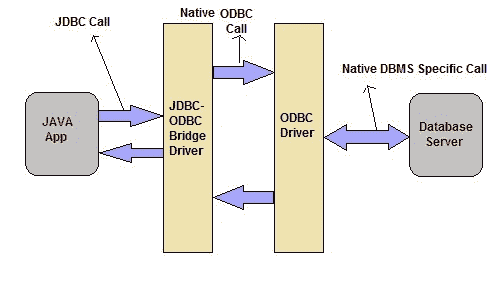 JDBC Call
Native ODBC
Call
Native DBMS Specific Call
JAVA
App
JDBC-
ODBC
Bridge
Driver
ODBC
Driver
Database
Server